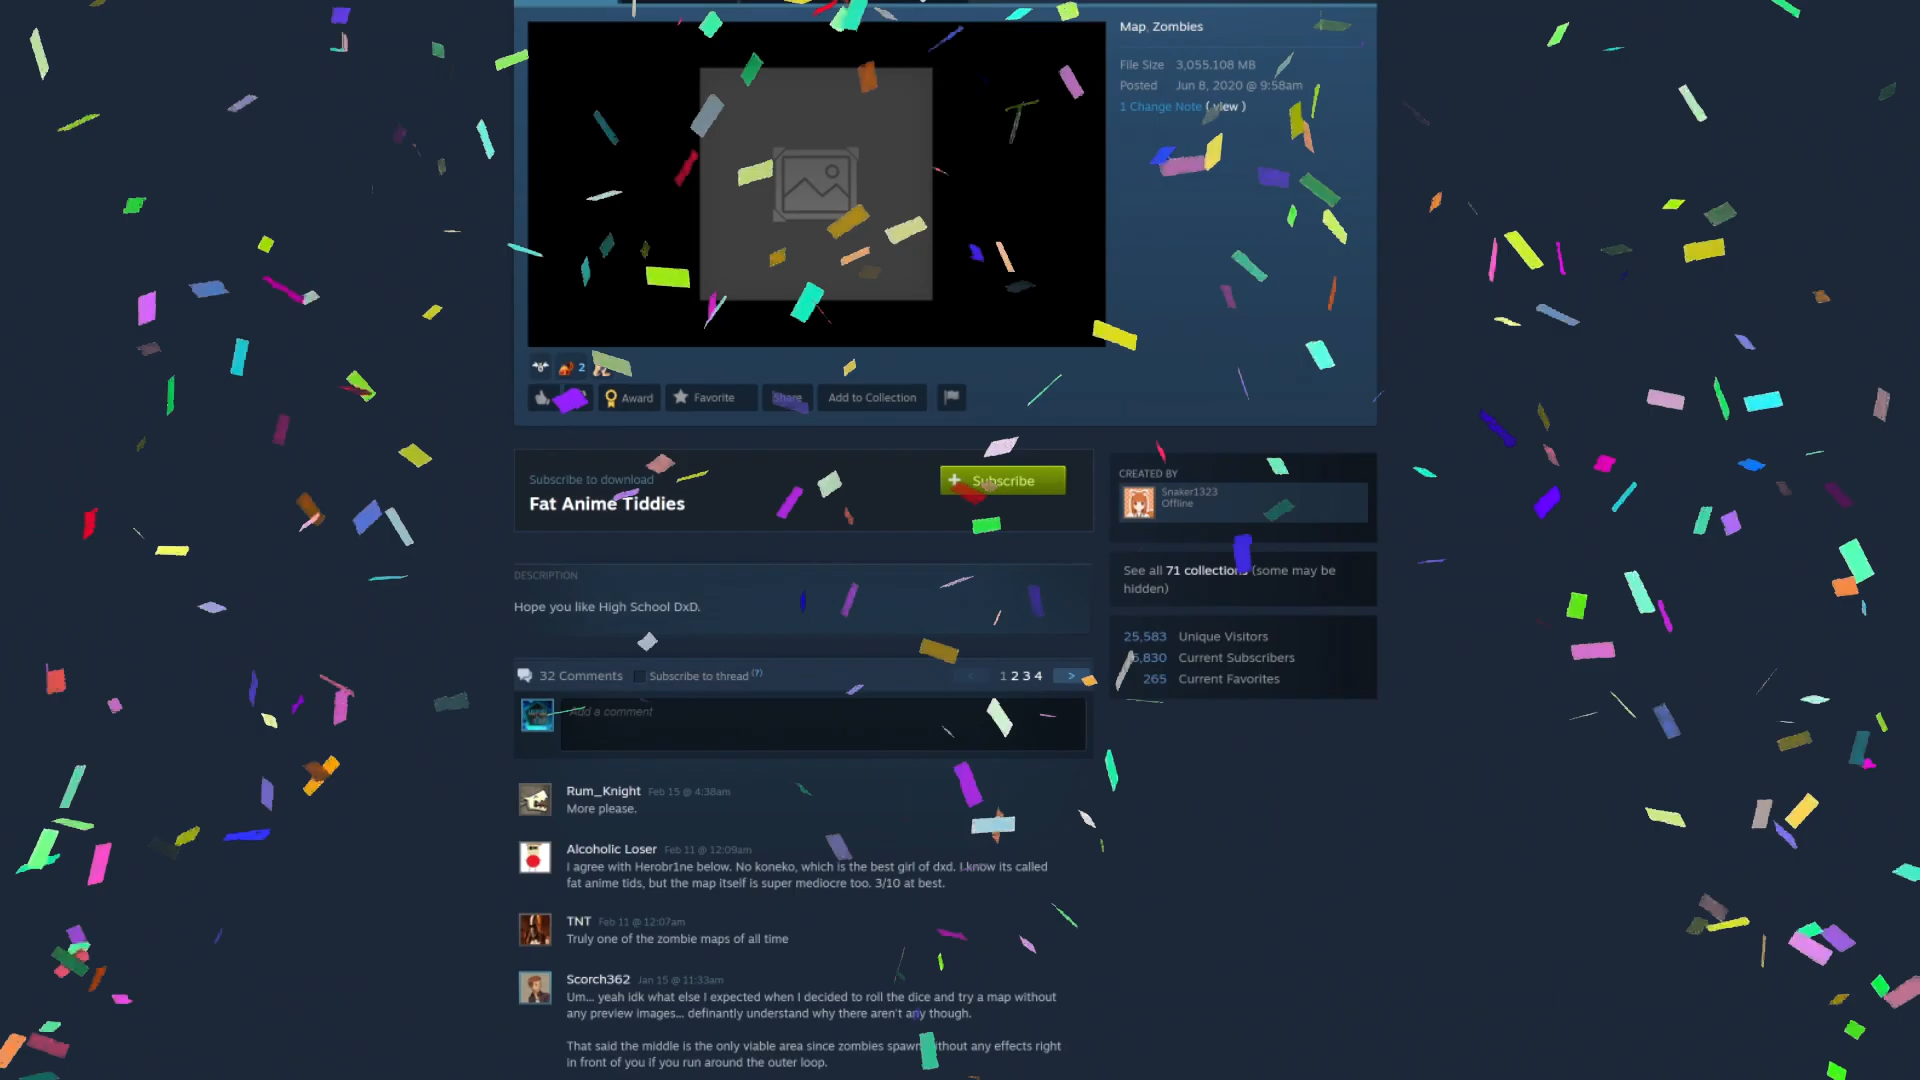 Map, Zombies
File Size 3,055.108 MB
Posted Jun 8, 2020 @ 9:58am
1 Change Note ( view )
2
Award
Favorite
Share
Add to Collection
Subscribe to download
Fat Anime Tiddies
Subscribe
CREATED BY
Snaker1323
Offline
See all 71 collections (some may be
hidden)
25,583 Unique Visitors
6,830 Current Subscribers
265 Current Favorites
DESCRIPTION
Hope you like High School DxD.
32 Comments
Subscribe to thread (?)
< 1 2 3 4 >
Add a comment
Rum_Knight Feb 15 @ 4:38am
More please.
Alcoholic Loser Feb 11 @ 12:09am
I agree with Herobr1ne below. No koneko, which is the best girl of dxd. I know its called
fat anime tids, but the map itself is super mediocre too. 3/10 at best.
TNT Feb 11 @ 12:07am
Truly one of the zombie maps of all time
Scorch362 Jan 15 @ 11:33am
Um... yeah idk what else I expected when I decided to roll the dice and try a map without
any preview images... definantly understand why there aren't any though.
That said the middle is the only viable area since zombies spawn without any effects right
in front of you if you run around the outer loop.